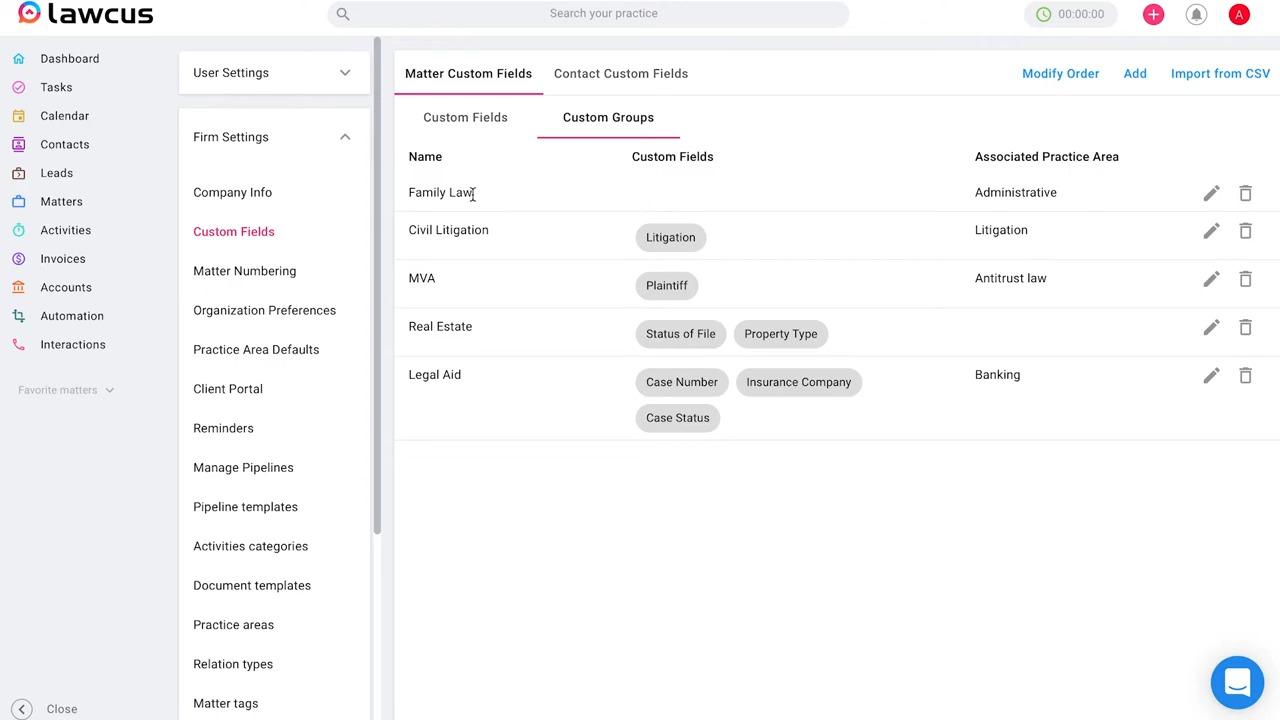 lawcus
Search your practice
00:00:00
A
Dashboard
Tasks
Calendar
Contacts
Leads
Matters
Activities
Invoices
Accounts
Automation
Interactions
Favorite matters
Close
User Settings
Firm Settings
Company Info
Custom Fields
Matter Numbering
Organization Preferences
Practice Area Defaults
Client Portal
Reminders
Manage Pipelines
Pipeline templates
Activities categories
Document templates
Practice areas
Relation types
Matter tags
Matter Custom Fields Contact Custom Fields Modify Order Add Import from CSV
Custom Fields Custom Groups
Name Custom Fields Associated Practice Area
Family Law Administrative
Civil Litigation Litigation Litigation
MVA Plaintiff Antitrust law
Real Estate Status of File Property Type
Legal Aid Case Number Insurance Company Banking
Case Status